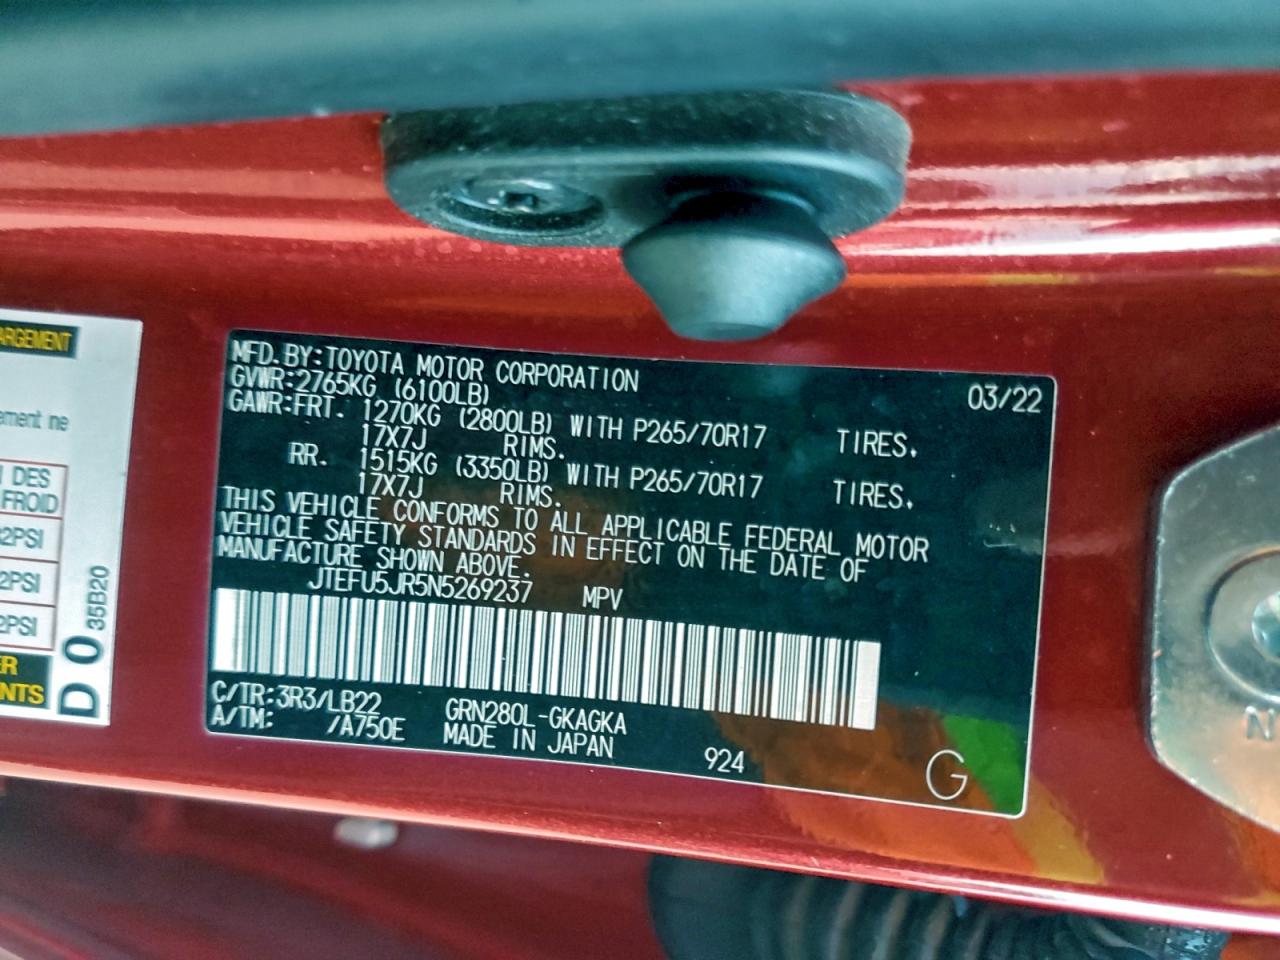 ARGEMENT
ement ne
I DES
FROID
2PSI
2PSI
2PSI
ER
NTS
D 0
35B20
MFD.BY:TOYOTA MOTOR CORPORATION 03/22
GVWR:2765KG (6100LB)
GAWR:FRT. 1270KG (2800LB) WITH P265/70R17 TIRES.
17X7J RIMS.
RR. 1515KG (3350LB) WITH P265/70R17 TIRES.
17X7J RIMS.
THIS VEHICLE CONFORMS TO ALL APPLICABLE FEDERAL MOTOR
VEHICLE SAFETY STANDARDS IN EFFECT ON THE DATE OF
MANUFACTURE SHOWN ABOVE.
JTEFU5JR5N5269237 MPV
C/TR:3R3/LB22 GRN280L-GKAGKA
A/TM: /A750E MADE IN JAPAN 924 G
N